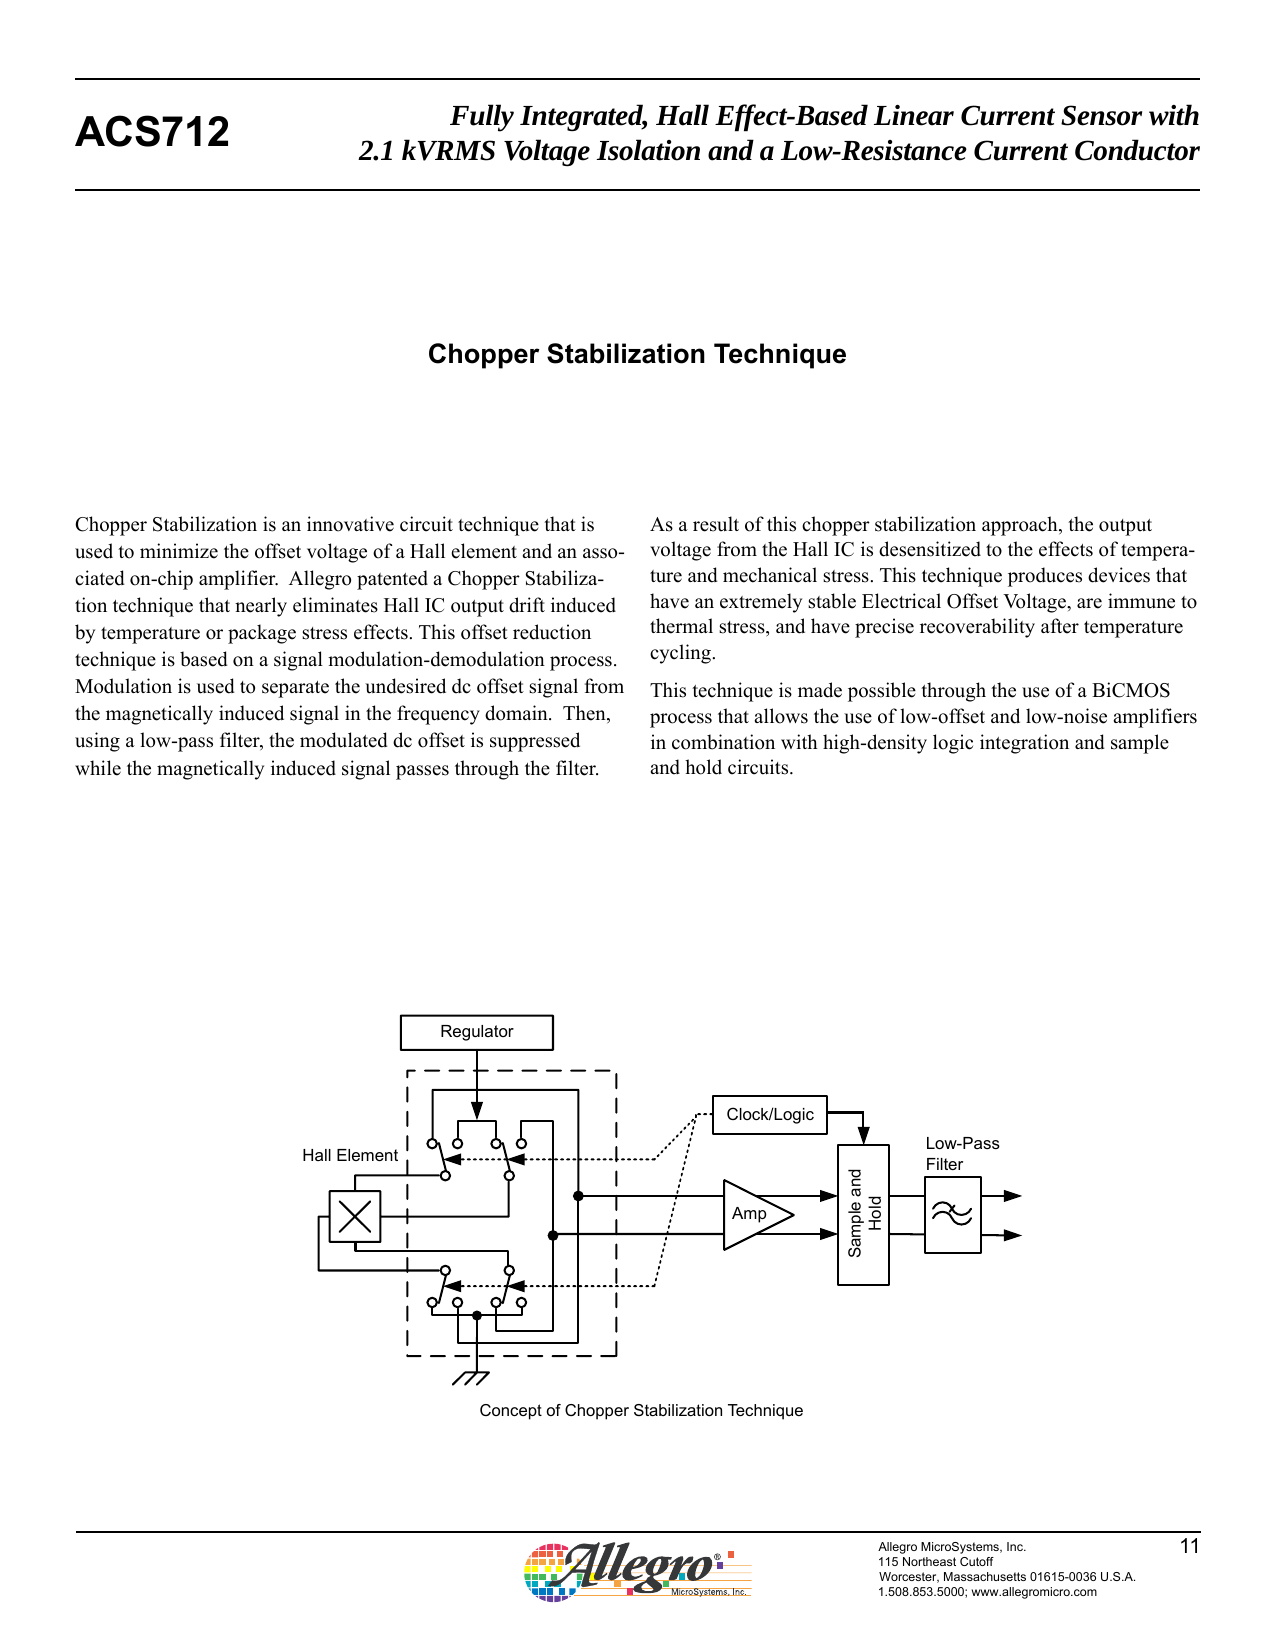 ACS712
Fully Integrated, Hall Effect-Based Linear Current Sensor with
2.1 kVRMS Voltage Isolation and a Low-Resistance Current Conductor
Chopper Stabilization Technique
Chopper Stabilization is an innovative circuit technique that is
used to minimize the offset voltage of a Hall element and an asso-
ciated on-chip amplifier.  Allegro patented a Chopper Stabiliza-
tion technique that nearly eliminates Hall IC output drift induced
by temperature or package stress effects. This offset reduction
technique is based on a signal modulation-demodulation process.
Modulation is used to separate the undesired dc offset signal from
the magnetically induced signal in the frequency domain.  Then,
using a low-pass filter, the modulated dc offset is suppressed
while the magnetically induced signal passes through the filter.
As a result of this chopper stabilization approach, the output
voltage from the Hall IC is desensitized to the effects of tempera-
ture and mechanical stress. This technique produces devices that
have an extremely stable Electrical Offset Voltage, are immune to
thermal stress, and have precise recoverability after temperature
cycling.
This technique is made possible through the use of a BiCMOS
process that allows the use of low-offset and low-noise amplifiers
in combination with high-density logic integration and sample
and hold circuits.
Regulator
Clock/Logic
Hall Element
Low-Pass
Filter
Amp
Sample and
Hold
Concept of Chopper Stabilization Technique
Allegro®
MicroSystems, Inc.
Allegro MicroSystems, Inc.
115 Northeast Cutoff
Worcester, Massachusetts 01615-0036 U.S.A.
1.508.853.5000; www.allegromicro.com
11